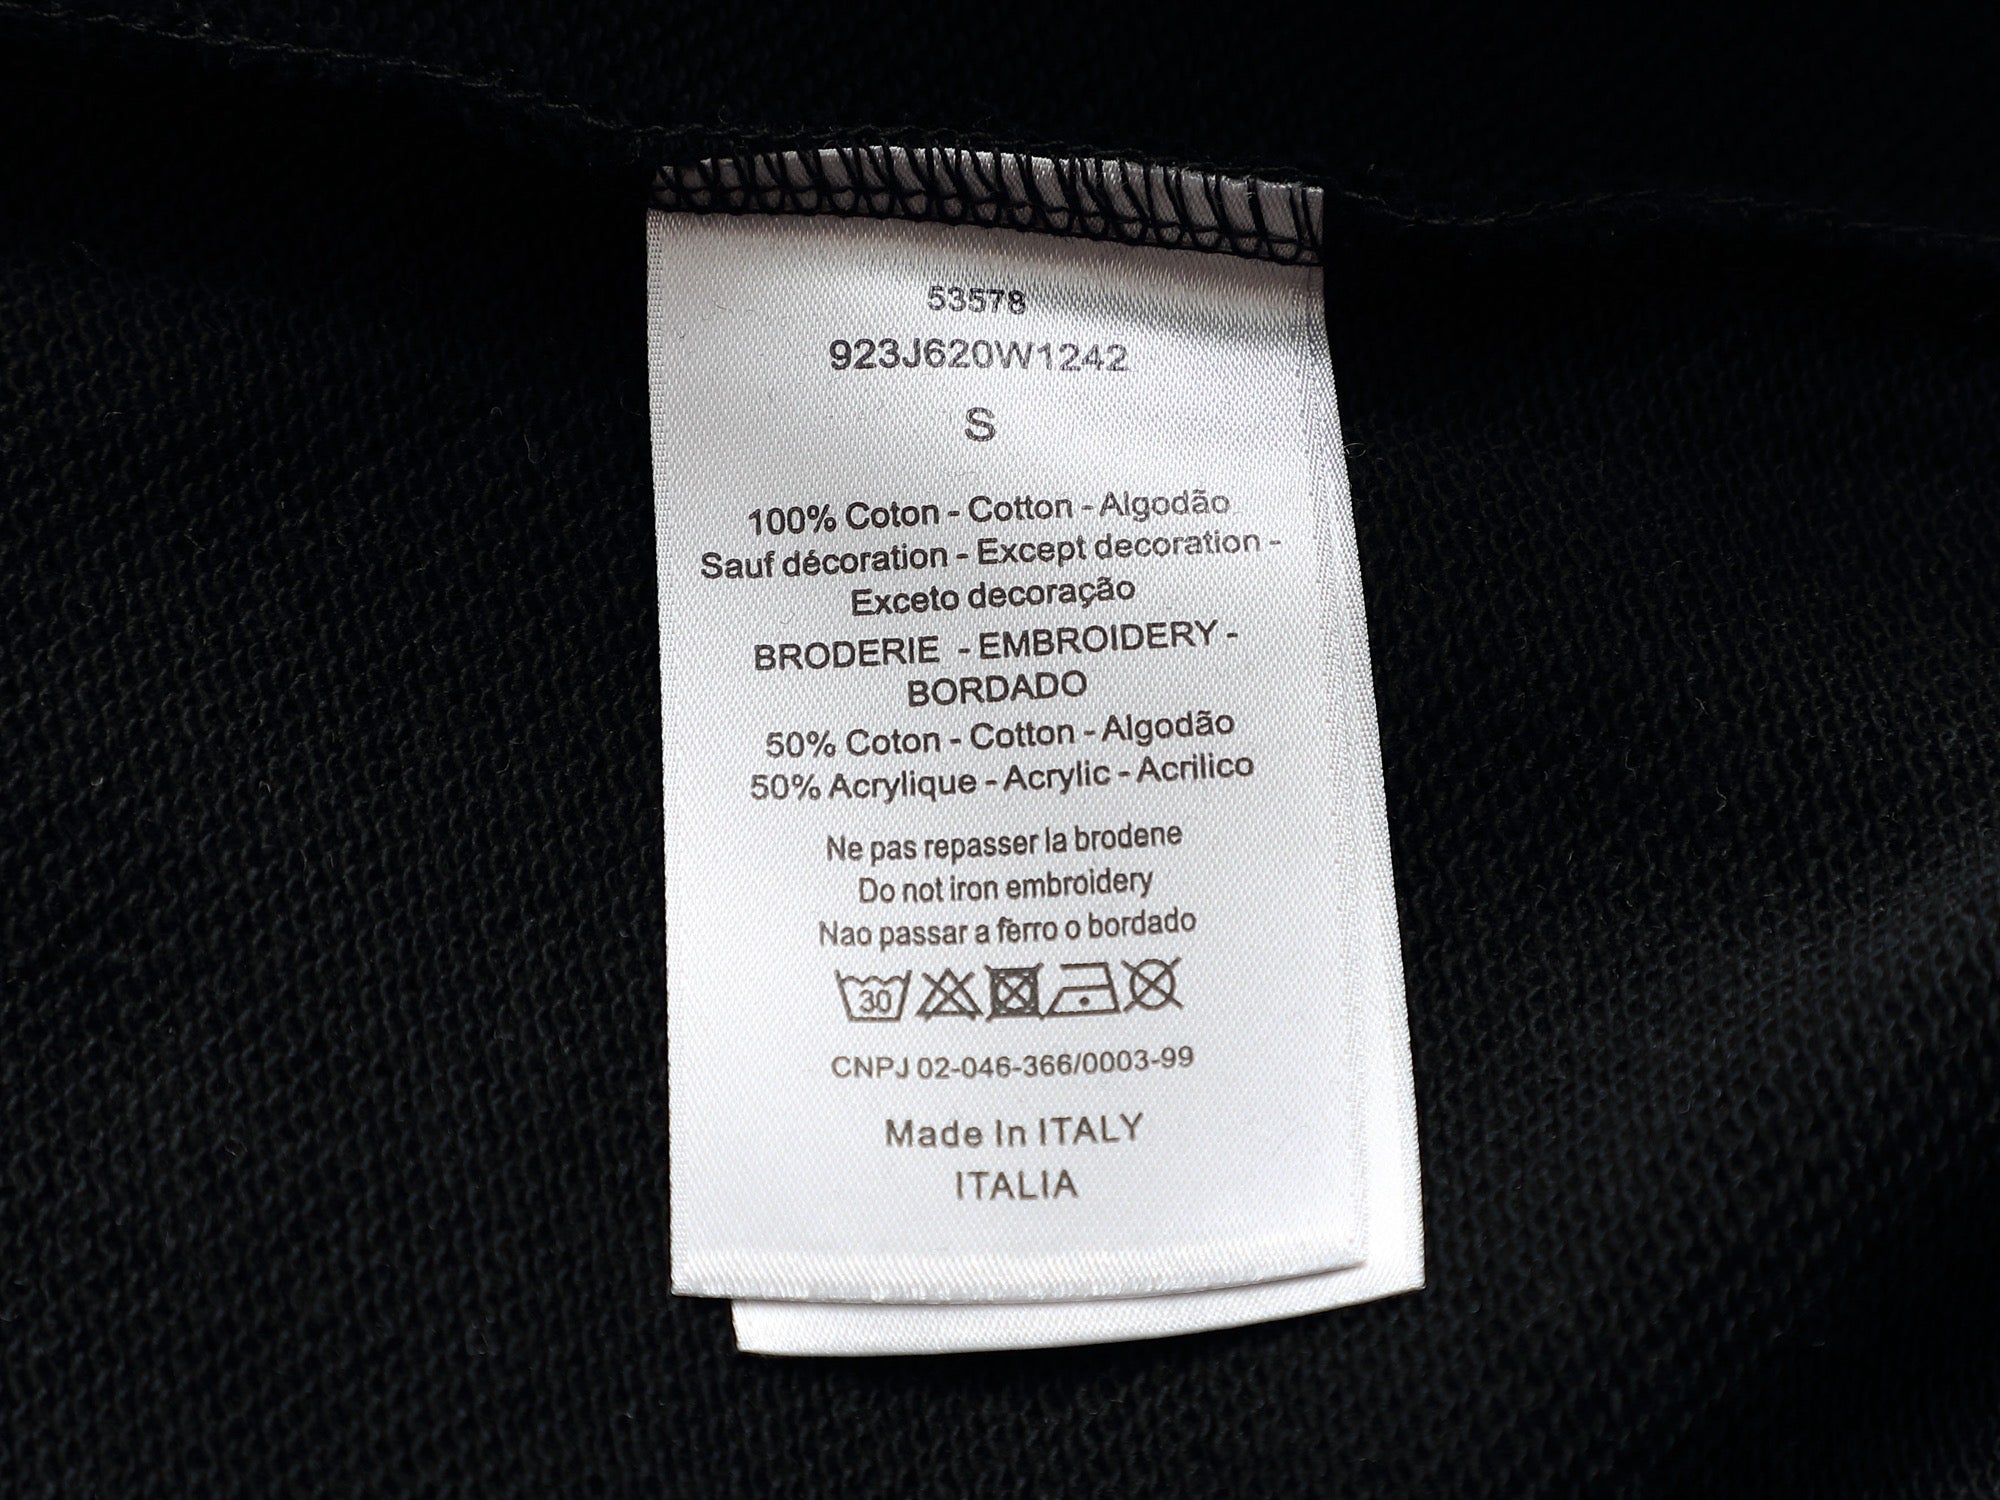 53578
923J620W1242
S
100% Coton - Cotton - Algodão
Sauf décoration - Except decoration -
Exceto decoração
BRODERIE - EMBROIDERY -
BORDADO
50% Coton - Cotton - Algodão
50% Acrylique - Acrylic - Acrilico
Ne pas repasser la brodene
Do not iron embroidery
Nao passar a ferro o bordado
30
CNPJ 02-046-366/0003-99
Made In ITALY
ITALIA